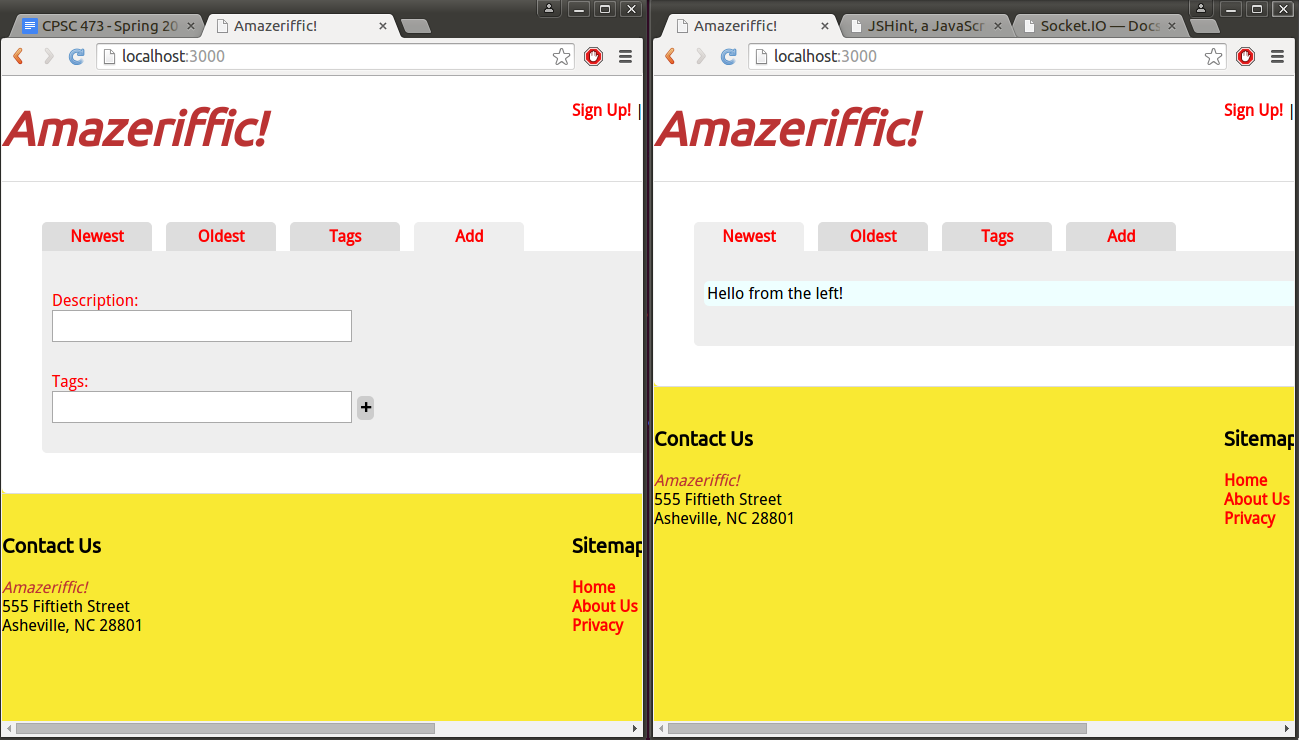 CPSC 473 - Spring 20
Amazeriffic!
localhost:3000
Amazeriffic!
Sign Up! |
Newest
Oldest
Tags
Add
Description:
Tags:
+
Contact Us
Amazeriffic!
555 Fiftieth Street
Asheville, NC 28801
Sitemap
Home
About Us
Privacy
Amazeriffic!
JSHint, a JavaScr
Socket.IO — Docs
localhost:3000
Amazeriffic!
Sign Up! |
Newest
Oldest
Tags
Add
Hello from the left!
Contact Us
Amazeriffic!
555 Fiftieth Street
Asheville, NC 28801
Sitemap
Home
About Us
Privacy